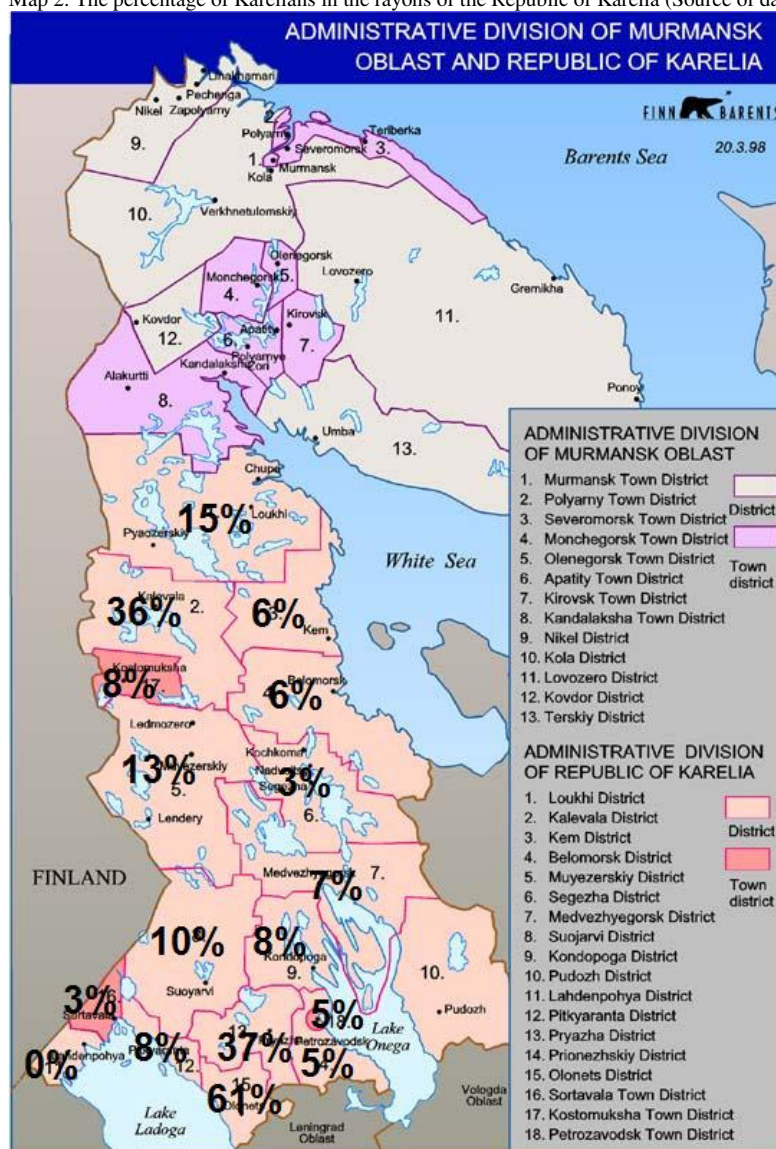 Map 2. The percentage of Karelians in the rayons of the Republic of Karelia (Source of da
ADMINISTRATIVE DIVISION OF MURMANSK
OBLAST AND REPUBLIC OF KARELIA
FINN BARENTS
20.3.98
Barents Sea
Liinakhamari
Pechenga
Zapolyarny
Nikel
9.
2.
Polyarny
Teriberka
3.
Severomorsk
1.
Murmansk
Kola
10.
Verkhnetulomskiy
Olenegorsk
5.
Monchegorsk
4.
Lovozero
11.
Gremikha
Kovdor
12.
6.
Apatity
Kirovsk
7.
Polyarnye
Zori
Kandalaksha
Alakurtti
8.
Ponoy
Umba
13.
Chupa
15%
Loukhi
Pyaozerskiy
White Sea
Kalevala
36%
2.
6%
3.
Kem
Kostomuksha
8%
17.
Belomorsk
4.
6%
Ledmozero
Muyezerskiy
13%
5.
Kochkoma
Nadvoitsy
3%
Segezha
6.
Lendery
Medvezhyegorsk
7%
7.
FINLAND
10%
8%
Kondopoga
9.
Suoyarvi
10.
Pudozh
3%
16.
Sortavala
5%
18.
Petrozavodsk
Lake
Onega
Lahdenpohya
0%
8%
12.
37%
5%
15.
61%
Olonets
Lake
Ladoga
Leningrad
Oblast
Vologda
Oblast
ADMINISTRATIVE DIVISION
OF MURMANSK OBLAST
1. Murmansk Town District
2. Polyarny Town District
3. Severomorsk Town District
4. Monchegorsk Town District
5. Olenegorsk Town District
6. Apatity Town District
7. Kirovsk Town District
8. Kandalaksha Town District
9. Nikel District
10. Kola District
11. Lovozero District
12. Kovdor District
13. Terskiy District
District
Town
district
ADMINISTRATIVE DIVISION
OF REPUBLIC OF KARELIA
1. Loukhi District
2. Kalevala District
3. Kem District
4. Belomorsk District
5. Muyezerskiy District
6. Segezha District
7. Medvezhyegorsk District
8. Suojarvi District
9. Kondopoga District
10. Pudozh District
11. Lahdenpohya District
12. Pitkyaranta District
13. Pryazha District
14. Prionezhskiy District
15. Olonets District
16. Sortavala Town District
17. Kostomuksha Town District
18. Petrozavodsk Town District
District
Town
district